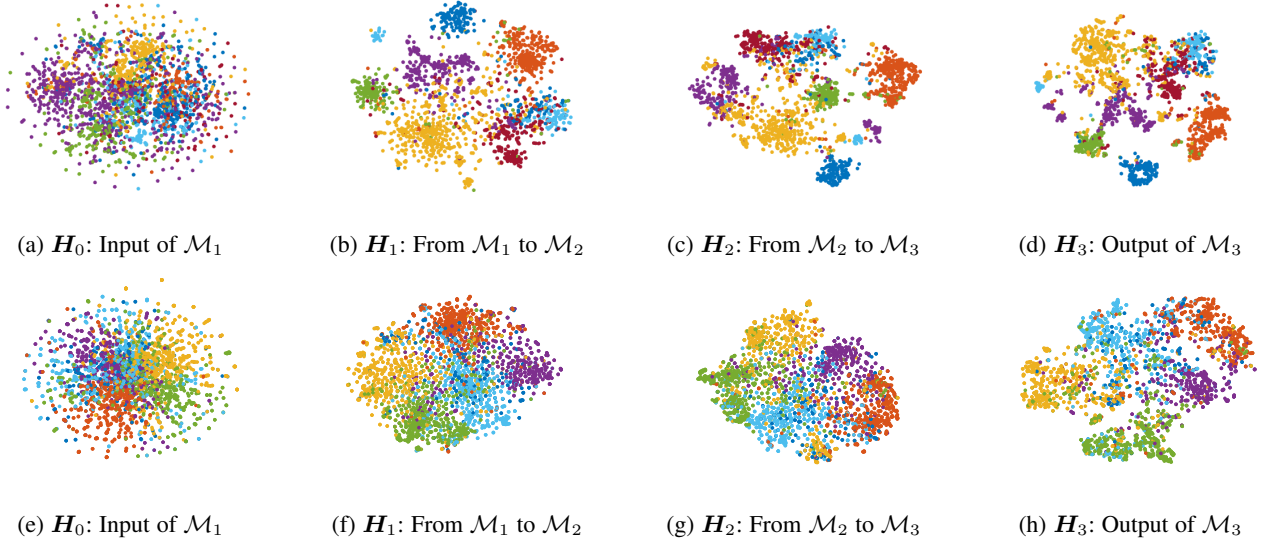 (a) H₀: Input of ℳ₁
(b) H₁: From ℳ₁ to ℳ₂
(c) H₂: From ℳ₂ to ℳ₃
(d) H₃: Output of ℳ₃
(e) H₀: Input of ℳ₁
(f) H₁: From ℳ₁ to ℳ₂
(g) H₂: From ℳ₂ to ℳ₃
(h) H₃: Output of ℳ₃